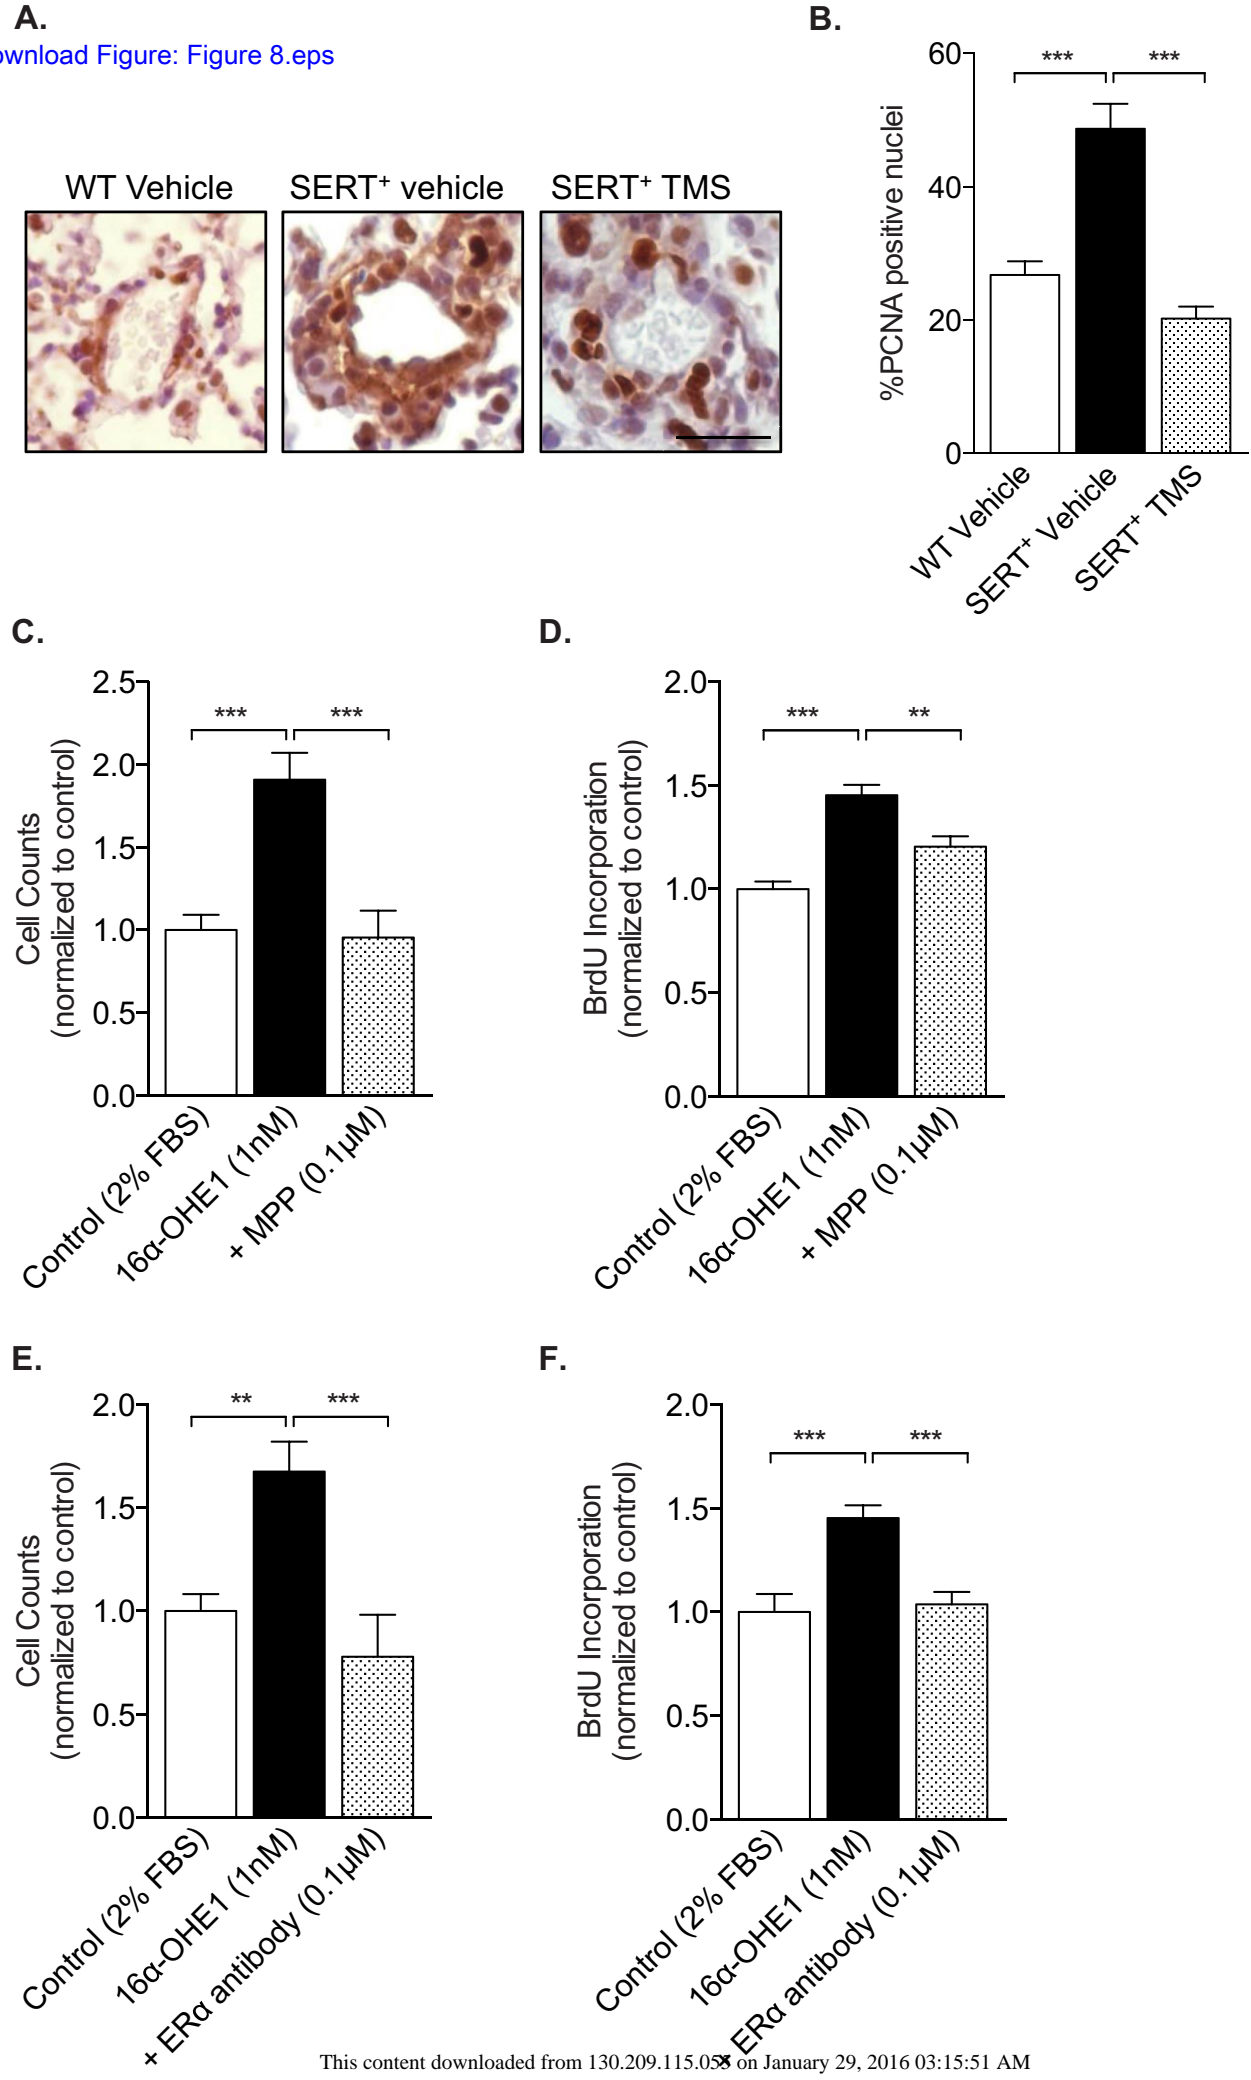 A.
ownload Figure: Figure 8.eps
WT Vehicle
SERT⁺ vehicle
SERT⁺ TMS
B.
60
40
20
0
%PCNA positive nuclei
***
***
WT Vehicle
SERT⁺ Vehicle
SERT⁺ TMS
C.
2.5
2.0
1.5
1.0
0.5
0.0
Cell Counts
(normalized to control)
***
***
Control (2% FBS)
16α-OHE1 (1nM)
+ MPP (0.1µM)
D.
2.0
1.5
1.0
0.5
0.0
BrdU Incorporation
(normalized to control)
***
**
Control (2% FBS)
16α-OHE1 (1nM)
+ MPP (0.1µM)
E.
2.0
1.5
1.0
0.5
0.0
Cell Counts
(normalized to control)
**
***
Control (2% FBS)
16α-OHE1 (1nM)
+ ERα antibody (0.1µM)
F.
2.0
1.5
1.0
0.5
0.0
BrdU Incorporation
(normalized to control)
***
***
Control (2% FBS)
16α-OHE1 (1nM)
+ ERα antibody (0.1µM)
This content downloaded from 130.209.115.055 on January 29, 2016 03:15:51 AM